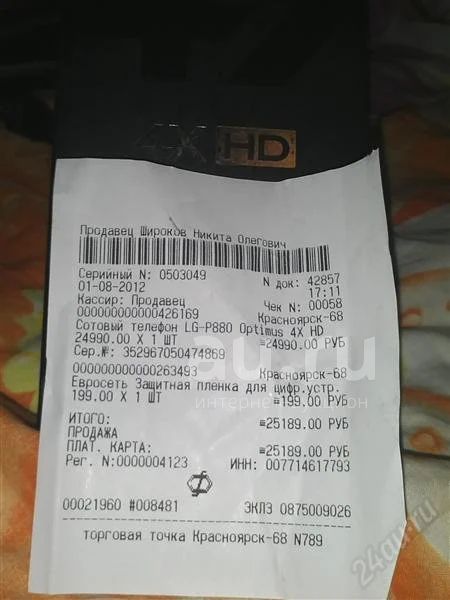 4X HD
Продавец Широков Никита Олегович
Серийный N: 0503049 N док: 42857
01-08-2012 17:11
Кассир: Продавец Чек N: 00058
000000000000426169 Красноярск-68
Сотовый телефон LG-P880 Optimus 4X HD
24990.00 X 1 ШТ =24990.00 РУБ
Сер.№: 352967050474869
000000000000263493 Красноярск-68
Евросеть Защитная пленка для цифр.устр.
199.00 X 1 ШТ =199.00 РУБ
интернет-аукцион
ИТОГО: =25189.00 РУБ
ПРОДАЖА
ПЛАТ. КАРТА: =25189.00 РУБ
Рег. N:0000004123 ИНН: 007714617793
00021960 #008481 ЭКЛЗ 0875009026
торговая точка Красноярск-68 N789
24au.ru